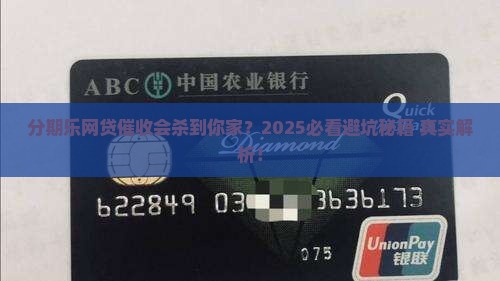 ABC 中国农业银行
Quick
分期乐网贷催收会杀到你家？2025必看避坑秘籍 真实解
析！
Diamond
622849 03 3636173
075
UnionPay
银联